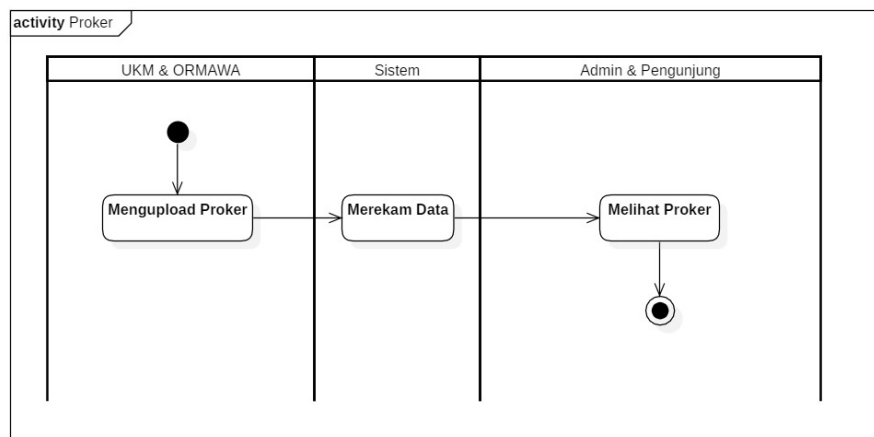 activity Proker
UKM & ORMAWA
Sistem
Admin & Pengunjung
Mengupload Proker
Merekam Data
Melihat Proker